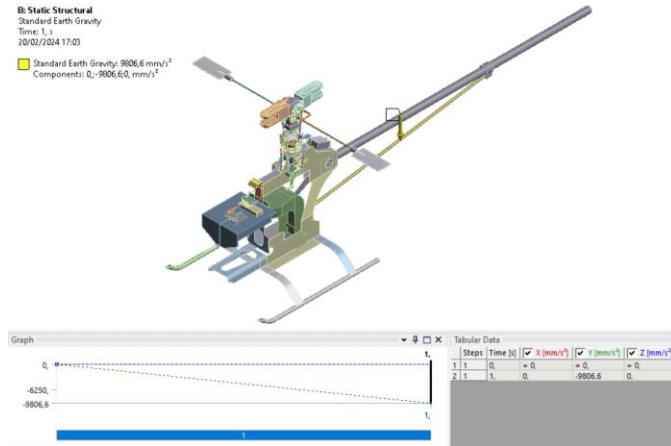 B: Static Structural
Standard Earth Gravity
Time: 1, s
20/02/2024 17:03
Standard Earth Gravity: 9806,6 mm/s²
Components: 0,;-9806,6;0, mm/s²
Graph
1,
0,
-6250,
-9806,6
1,
1
Tabular Data
Steps Time [s] X [mm/s²] Y [mm/s²] Z [mm/s²]
1 1 0, = 0, = 0, = 0,
2 1 1, 0, -9806,6 0,